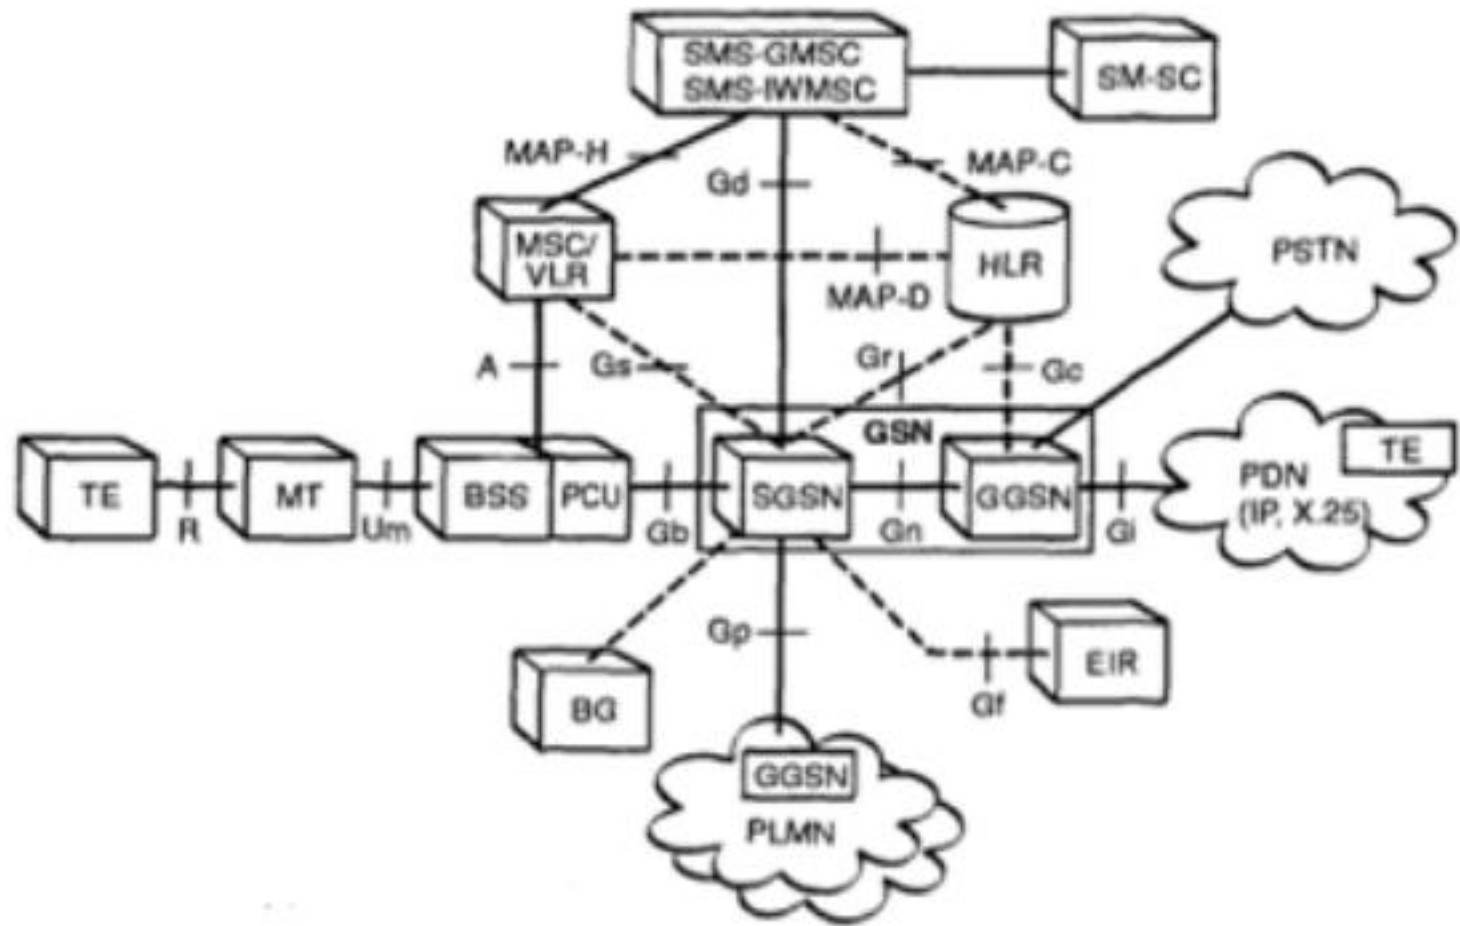 SMS-GMSC
SMS-IWMSC
SM-SC
MAP-H
MAP-C
Gd
MSC/
VLR
HLR
PSTN
MAP-D
A
Gs
Gr
Gc
GSN
TE
MT
BSS
PCU
SGSN
GGSN
PDN
(IP, X.25)
TE
R
Um
Gb
Gn
Gi
Gp
BG
EIR
Gf
GGSN
PLMN